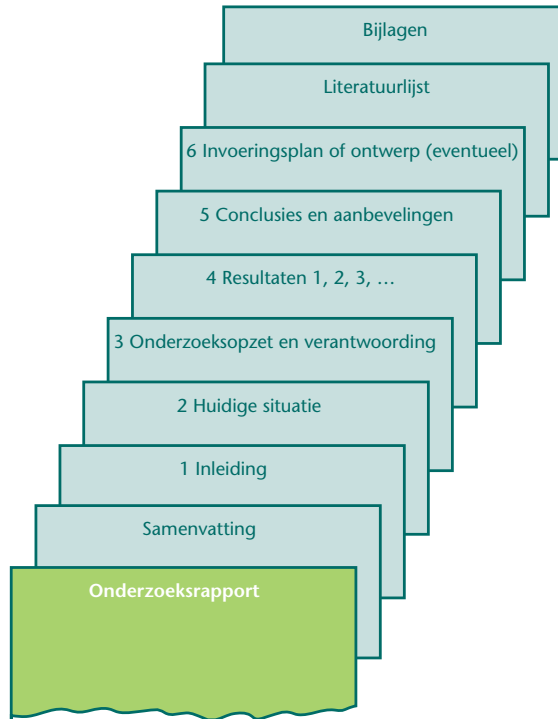 Bijlagen
Literatuurlijst
6 Invoeringsplan of ontwerp (eventueel)
5 Conclusies en aanbevelingen
4 Resultaten 1, 2, 3, …
3 Onderzoeksopzet en verantwoording
2 Huidige situatie
1 Inleiding
Samenvatting
Onderzoeksrapport